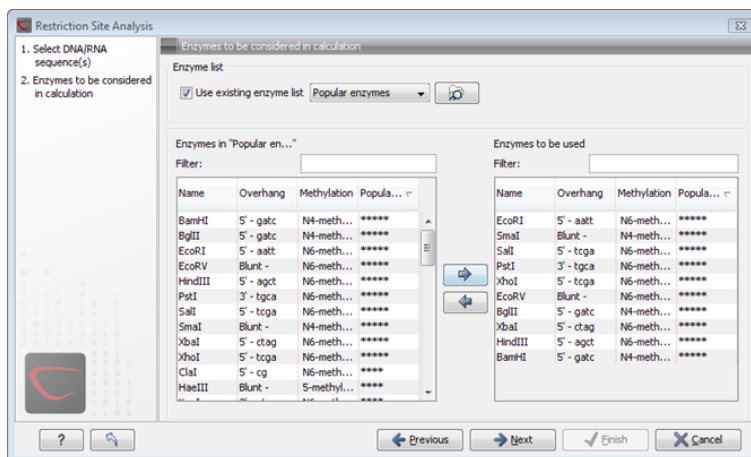 Restriction Site Analysis
1. Select DNA/RNA
sequence(s)
2. Enzymes to be considered
in calculation
Enzymes to be considered in calculation
Enzyme list
Use existing enzyme list Popular enzymes
Enzymes in "Popular en..."
Filter:
Name Overhang Methylation Popula...
BamHI 5' - gatc N4-meth... *****
BglII 5' - gatc N4-meth... *****
EcoRI 5' - aatt N6-meth... *****
EcoRV Blunt - N6-meth... *****
HindIII 5' - agct N6-meth... *****
PstI 3' - tgca N6-meth... *****
SalI 5' - tcga N6-meth... *****
SmaI Blunt - N4-meth... *****
XbaI 5' - ctag N6-meth... *****
XhoI 5' - tcga N6-meth... *****
ClaI 5' - cg N6-meth... ****
HaeIII Blunt - 5-methyl... ****
Enzymes to be used
Filter:
Name Overhang Methylation Popula...
EcoRI 5' - aatt N6-meth... *****
SmaI Blunt - N4-meth... *****
SalI 5' - tcga N6-meth... *****
PstI 3' - tgca N6-meth... *****
XhoI 5' - tcga N6-meth... *****
EcoRV Blunt - N6-meth... *****
BglII 5' - gatc N4-meth... *****
XbaI 5' - ctag N6-meth... *****
HindIII 5' - agct N6-meth... *****
BamHI 5' - gatc N4-meth... *****
? Previous Next Finish Cancel